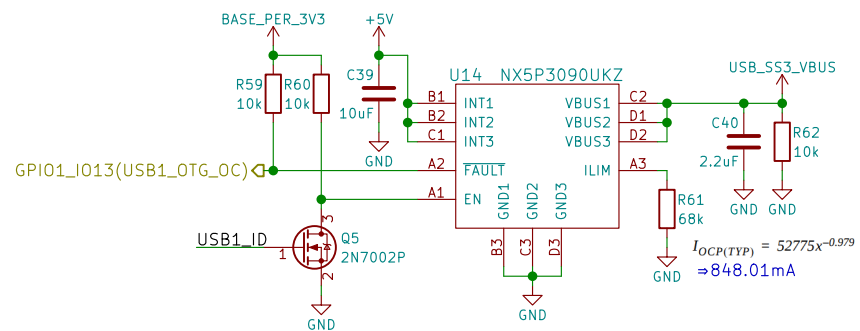 BASE_PER_3V3
+5V
R59
10k
R60
10k
C39
10uF
GND
U14 NX5P3090UKZ
B1 INT1
B2 INT2
C1 INT3
A2 FAULT
A1 EN
VBUS1 C2
VBUS2 D1
VBUS3 D2
ILIM A3
GND1 GND2 GND3
B3 C3 D3
GND
USB_SS3_VBUS
C40
2.2uF
GND
R62
10k
GND
R61
68k
GND
I_OCP(TYP) = 52775x^−0.979
⇒848.01mA
GPIO1_IO13(USB1_OTG_OC)
USB1_ID
1
3
2
Q5
2N7002P
GND